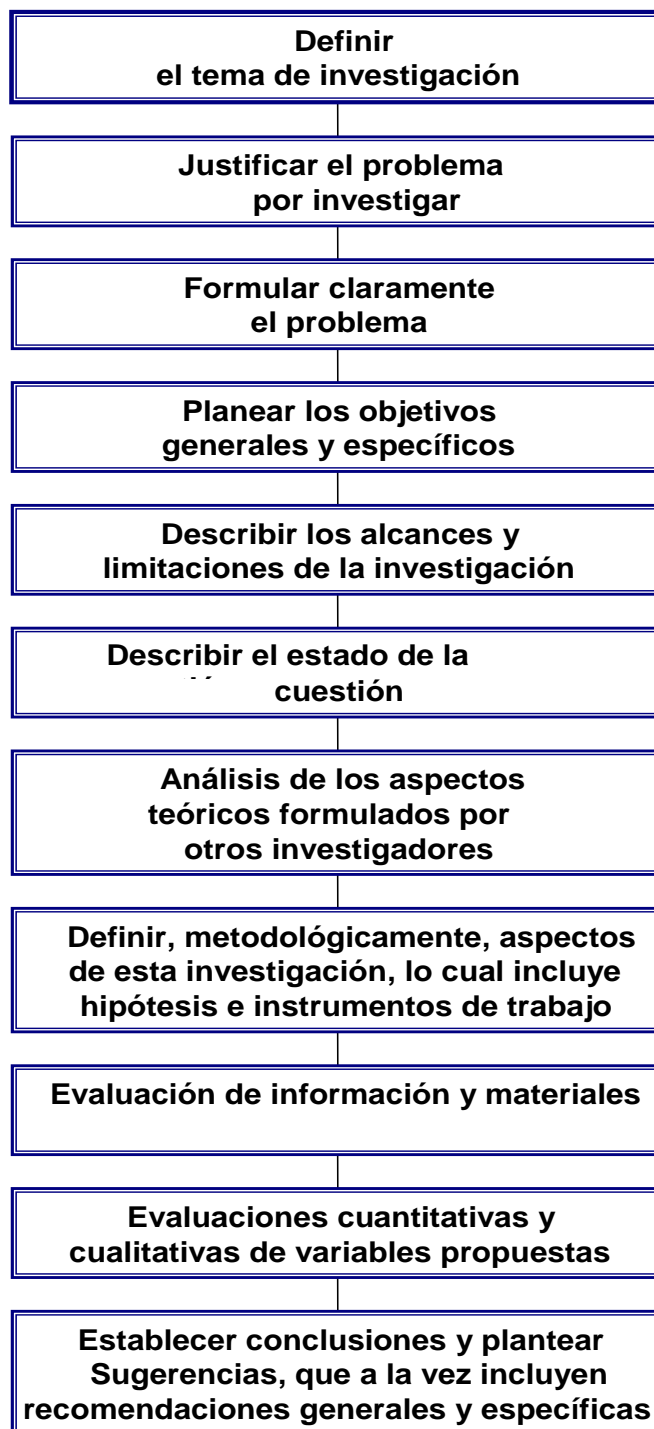 Definir
el tema de investigación
Justificar el problema
por investigar
Formular claramente
el problema
Planear los objetivos
generales y específicos
Describir los alcances y
limitaciones de la investigación
Describir el estado de la
cuestión
Análisis de los aspectos
teóricos formulados por
otros investigadores
Definir, metodológicamente, aspectos
de esta investigación, lo cual incluye
hipótesis e instrumentos de trabajo
Evaluación de información y materiales
Evaluaciones cuantitativas y
cualitativas de variables propuestas
Establecer conclusiones y plantear
Sugerencias, que a la vez incluyen
recomendaciones generales y específicas